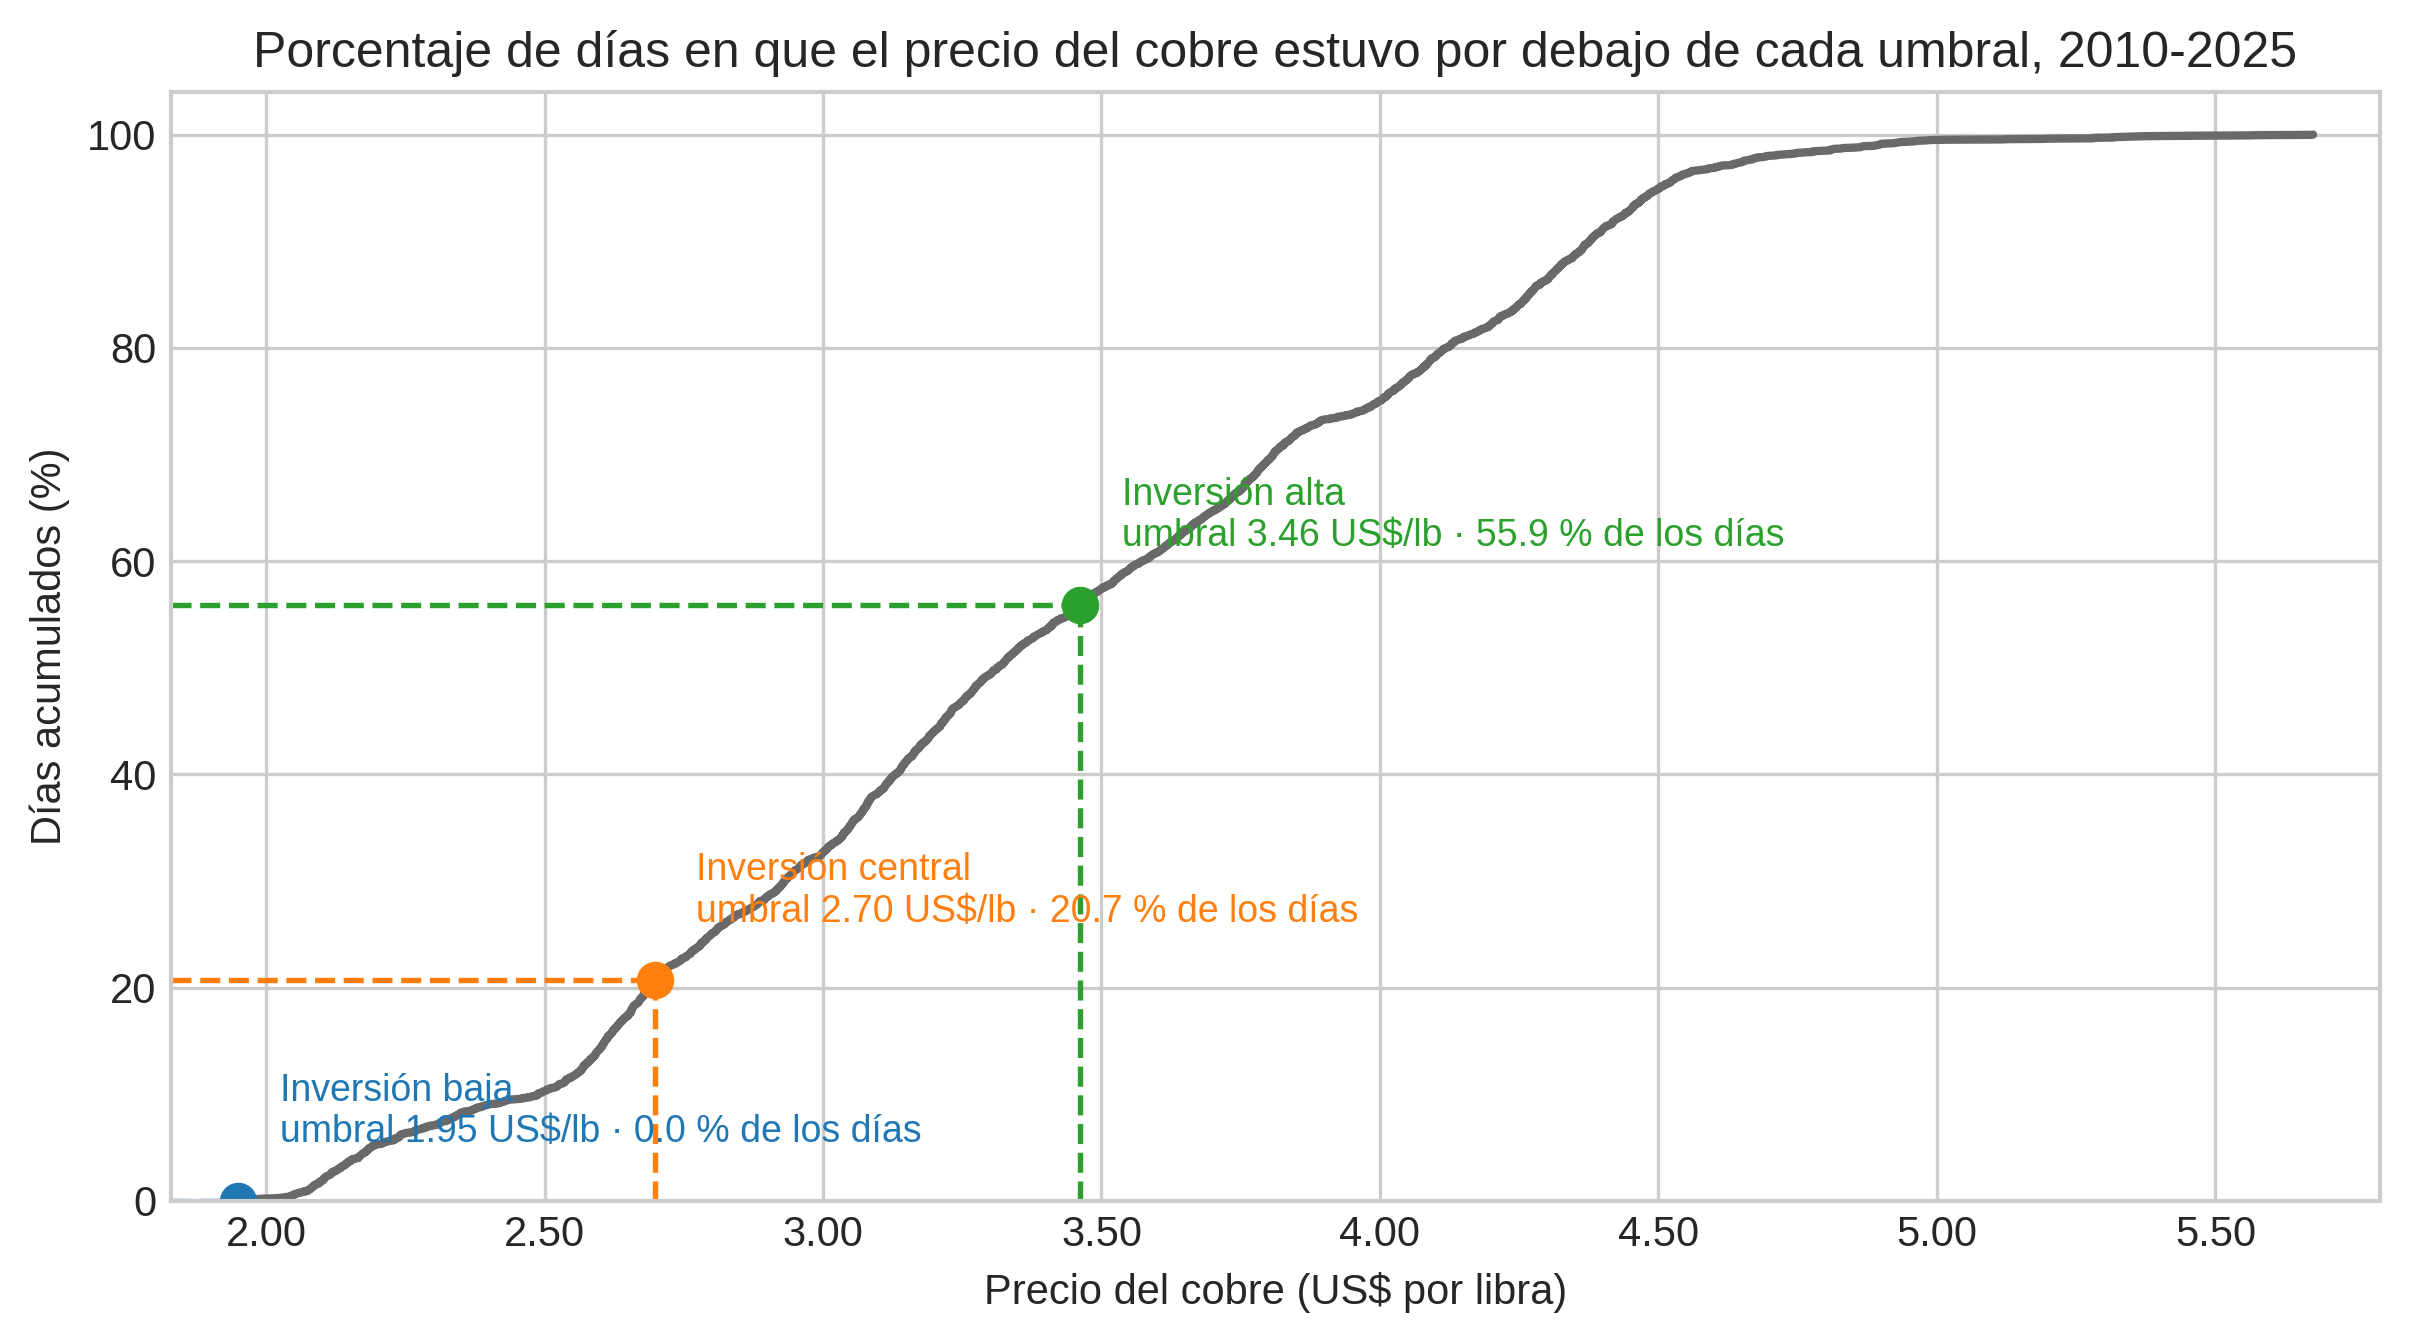 Porcentaje de días en que el precio del cobre estuvo por debajo de cada umbral, 2010-2025
Días acumulados (%)
100
80
60
40
20
0
Inversión alta
umbral 3.46 US$/lb · 55.9 % de los días
Inversión central
umbral 2.70 US$/lb · 20.7 % de los días
Inversión baja
umbral 1.95 US$/lb · 0.0 % de los días
2.00 2.50 3.00 3.50 4.00 4.50 5.00 5.50
Precio del cobre (US$ por libra)